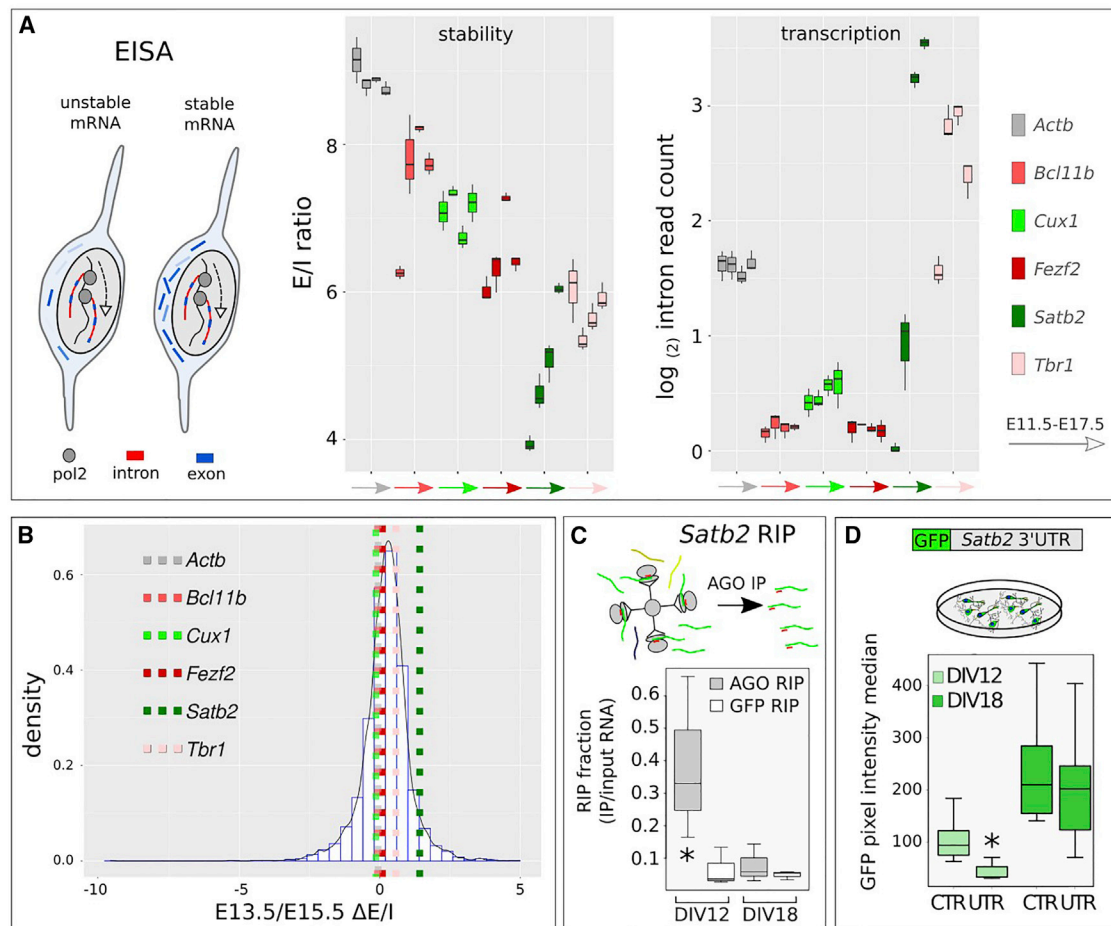 A
EISA
unstable mRNA
stable mRNA
pol2
intron
exon
stability
E/I ratio
8
6
4
transcription
log (2) intron read count
3
2
1
0
Actb
Bcl11b
Cux1
Fezf2
Satb2
Tbr1
E11.5-E17.5
B
density
0.6
0.4
0.2
0.0
Actb
Bcl11b
Cux1
Fezf2
Satb2
Tbr1
-10
-5
0
5
E13.5/E15.5 ΔE/I
C
Satb2 RIP
AGO IP
RIP fraction
(IP/input RNA)
0.6
0.5
0.4
0.3
0.2
0.1
AGO RIP
GFP RIP
*
DIV12 DIV18
D
GFP Satb2 3'UTR
GFP pixel intensity median
400
300
200
100
DIV12
DIV18
*
CTR UTR CTR UTR